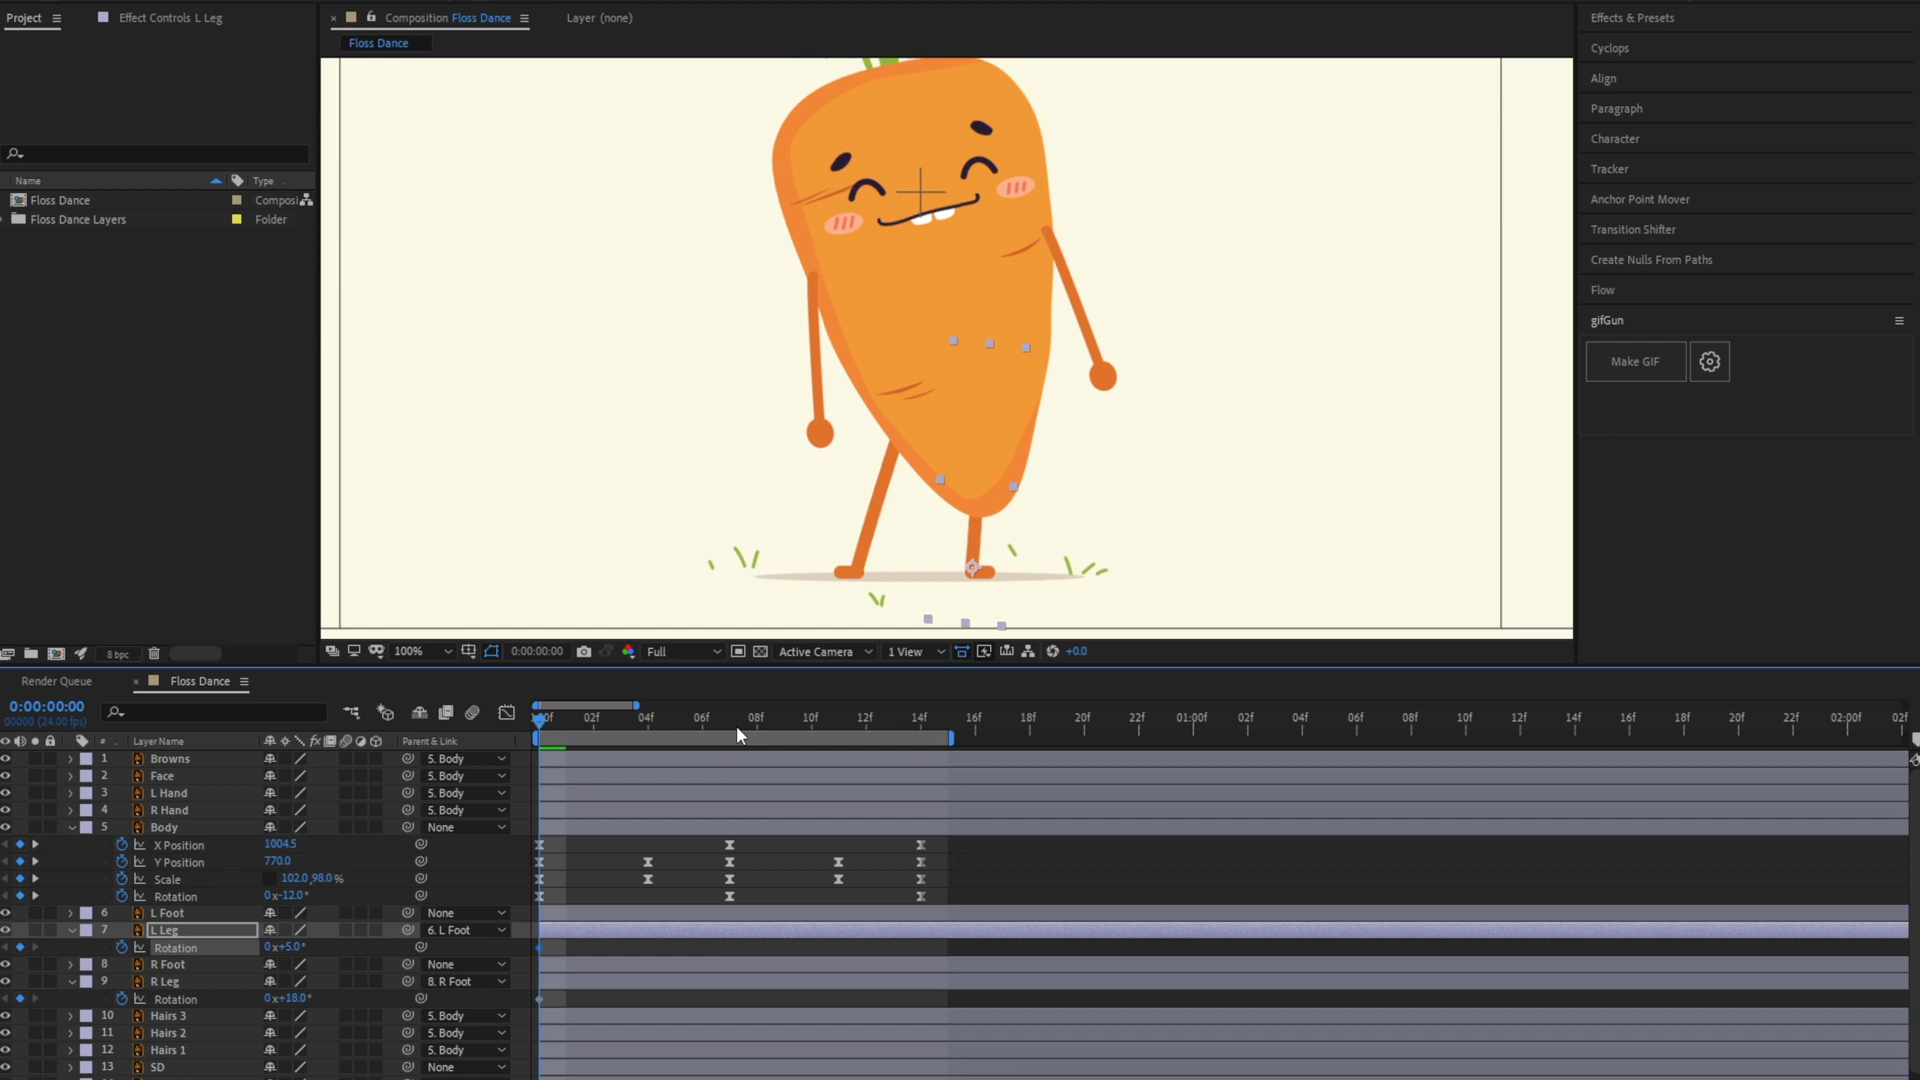 Project
Effect Controls L Leg
Composition Floss Dance
Layer (none)
Floss Dance
Effects & Presets
Cyclops
Align
Paragraph
Character
Tracker
Anchor Point Mover
Transition Shifter
Create Nulls From Paths
Flow
gifGun
Make GIF
Name
Type
Floss Dance
Composi
Floss Dance Layers
Folder
8 bpc
100%
0:00:00:00
Full
Active Camera
1 View
+0.0
Render Queue
Floss Dance
0:00:00:00
00000 (24.00 fps)
02f 04f 06f 08f 10f 12f 14f 16f 18f 20f 22f 01:00f 02f 04f 06f 08f 10f 12f 14f 16f 18f 20f 22f 02:00f 02f
# Layer Name fx Parent & Link
1 Browns 5. Body
2 Face 5. Body
3 L Hand 5. Body
4 R Hand 5. Body
5 Body None
X Position 1004.5
Y Position 770.0
Scale 102.0,98.0 %
Rotation 0x-12.0°
6 L Foot None
7 L Leg 6. L Foot
Rotation 0x+5.0°
8 R Foot None
9 R Leg 8. R Foot
Rotation 0x+18.0°
10 Hairs 3 5. Body
11 Hairs 2 5. Body
12 Hairs 1 5. Body
13 SD None